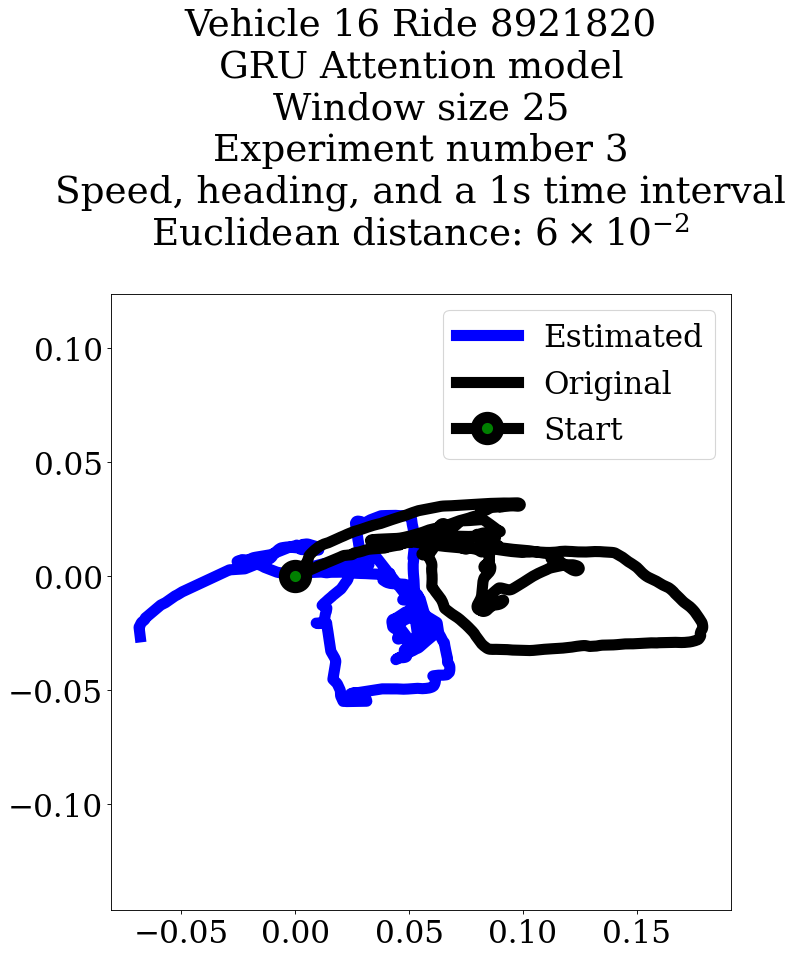 Vehicle 16 Ride 8921820
GRU Attention model
Window size 25
Experiment number 3
Speed, heading, and a 1s time interval
Euclidean distance: 6 × 10⁻²
Estimated
Original
Start
0.10
0.05
0.00
−0.05
−0.10
−0.05 0.00 0.05 0.10 0.15